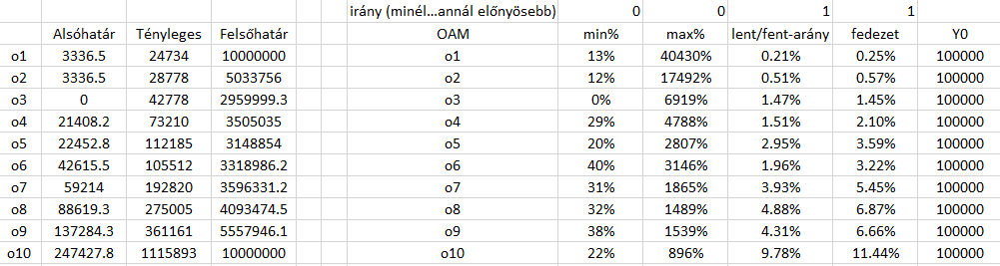 irány (minél...annál előnyösebb) 0 0 1 1
Alsóhatár Tényleges Felsőhatár OAM min% max% lent/fent-arány fedezet Y0
o1 3336.5 24734 10000000 o1 13% 40430% 0.21% 0.25% 100000
o2 3336.5 28778 5033756 o2 12% 17492% 0.51% 0.57% 100000
o3 0 42778 2959999.3 o3 0% 6919% 1.47% 1.45% 100000
o4 21408.2 73210 3505035 o4 29% 4788% 1.51% 2.10% 100000
o5 22452.8 112185 3148854 o5 20% 2807% 2.95% 3.59% 100000
o6 42615.5 105512 3318986.2 o6 40% 3146% 1.96% 3.22% 100000
o7 59214 192820 3596331.2 o7 31% 1865% 3.93% 5.45% 100000
o8 88619.3 275005 4093474.5 o8 32% 1489% 4.88% 6.87% 100000
o9 137284.3 361161 5557946.1 o9 38% 1539% 4.31% 6.66% 100000
o10 247427.8 1115893 10000000 o10 22% 896% 9.78% 11.44% 100000